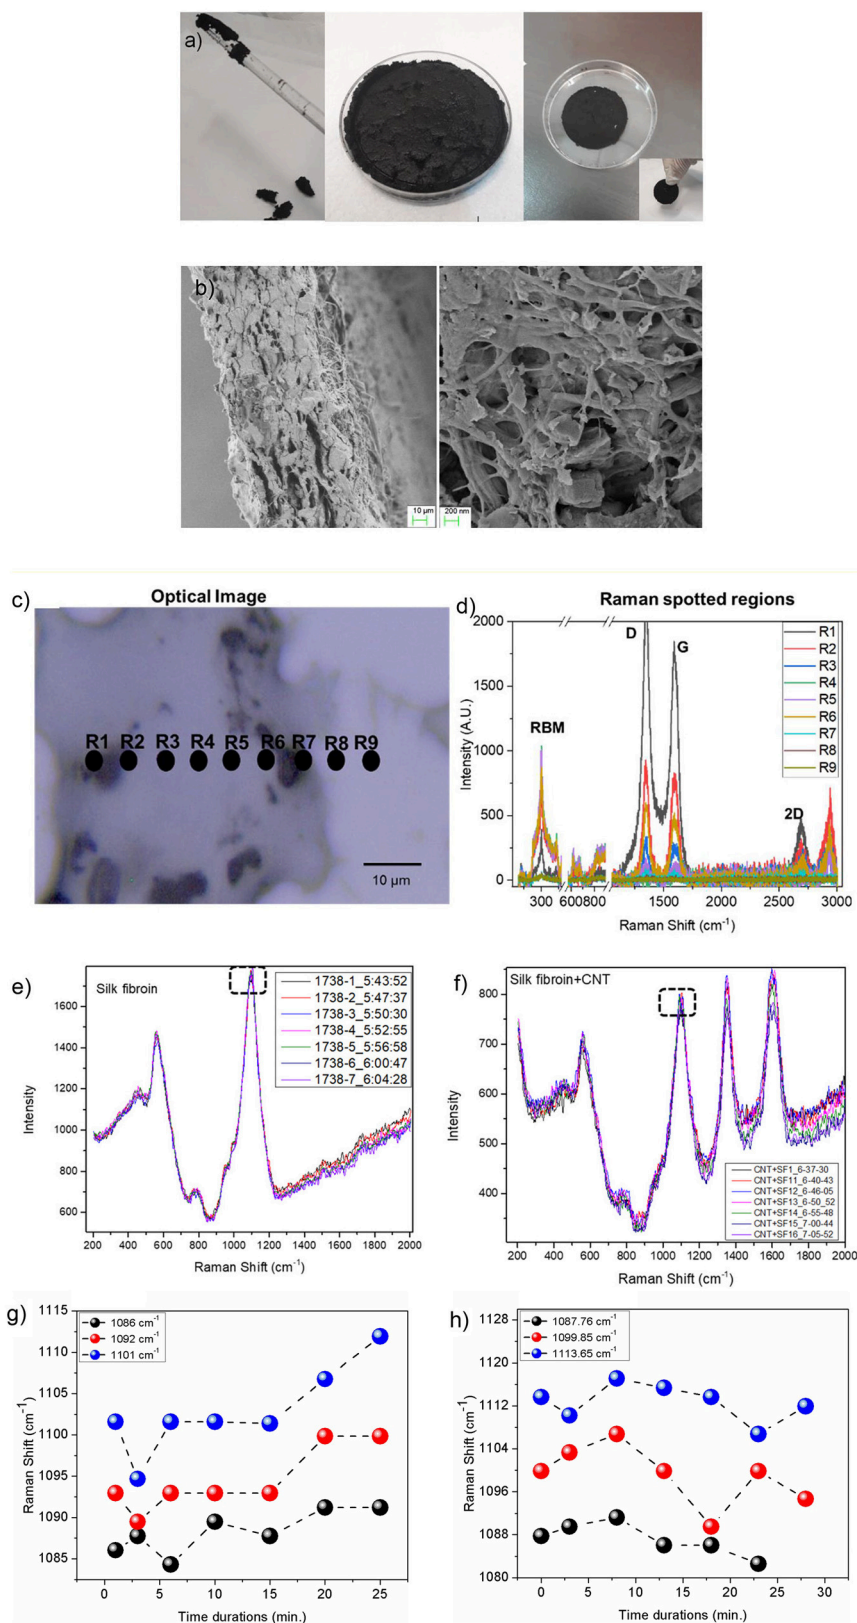 a)
b)
10 µm
200 nm
c)
Optical Image
R1 R2 R3 R4 R5 R6 R7 R8 R9
10 µm
d)
Raman spotted regions
Intensity (A.U.)
2000
1500
1000
500
0
D
G
RBM
2D
R1
R2
R3
R4
R5
R6
R7
R8
R9
300 600 800 1500 2000 2500 3000
Raman Shift (cm-1)
e)
Silk fibroin
Intensity
1600
1400
1200
1000
800
600
1738-1_5:43:52
1738-2_5:47:37
1738-3_5:50:30
1738-4_5:52:55
1738-5_5:56:58
1738-6_6:00:47
1738-7_6:04:28
200 400 600 800 1000 1200 1400 1600 1800 2000
Raman Shift (cm-1)
f)
Silk fibroin+CNT
Intensity
800
700
600
500
400
CNT+SF1_6-37-30
CNT+SF11_6-40-43
CNT+SF12_6-46-05
CNT+SF13_6-50_52
CNT+SF14_6-55-48
CNT+SF15_7-00-44
CNT+SF16_7-05-52
200 400 600 800 1000 1200 1400 1600 1800 2000
Raman Shift (cm-1)
g)
Raman Shift (cm-1)
1115
1110
1105
1100
1095
1090
1085
1086 cm-1
1092 cm-1
1101 cm-1
0 5 10 15 20 25
Time durations (min.)
h)
Raman Shift (cm-1)
1128
1120
1112
1104
1096
1088
1080
1087.76 cm-1
1099.85 cm-1
1113.65 cm-1
0 5 10 15 20 25 30
Time durations (min.)